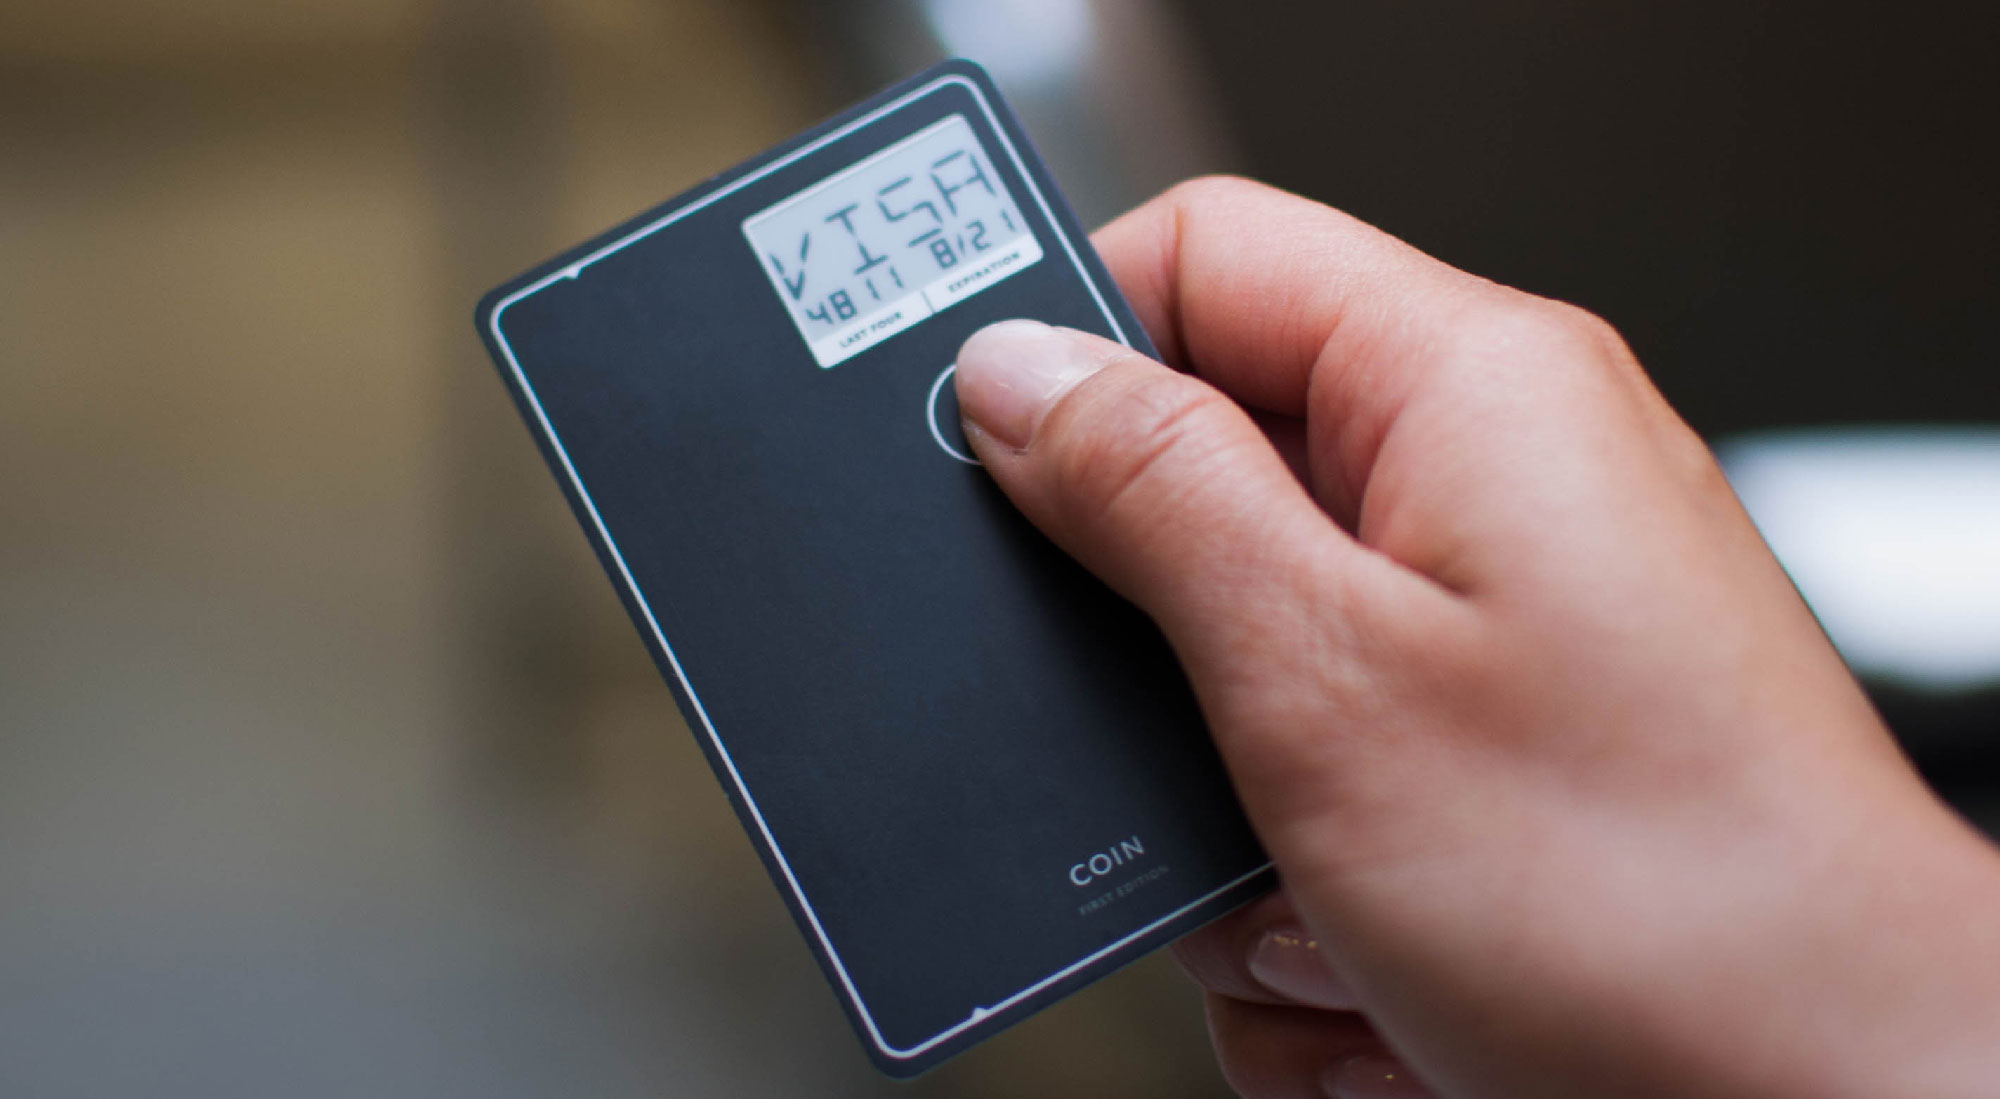 VISA
4811 8/21
LAST FOUR EXPIRATION
COIN
FIRST EDITION